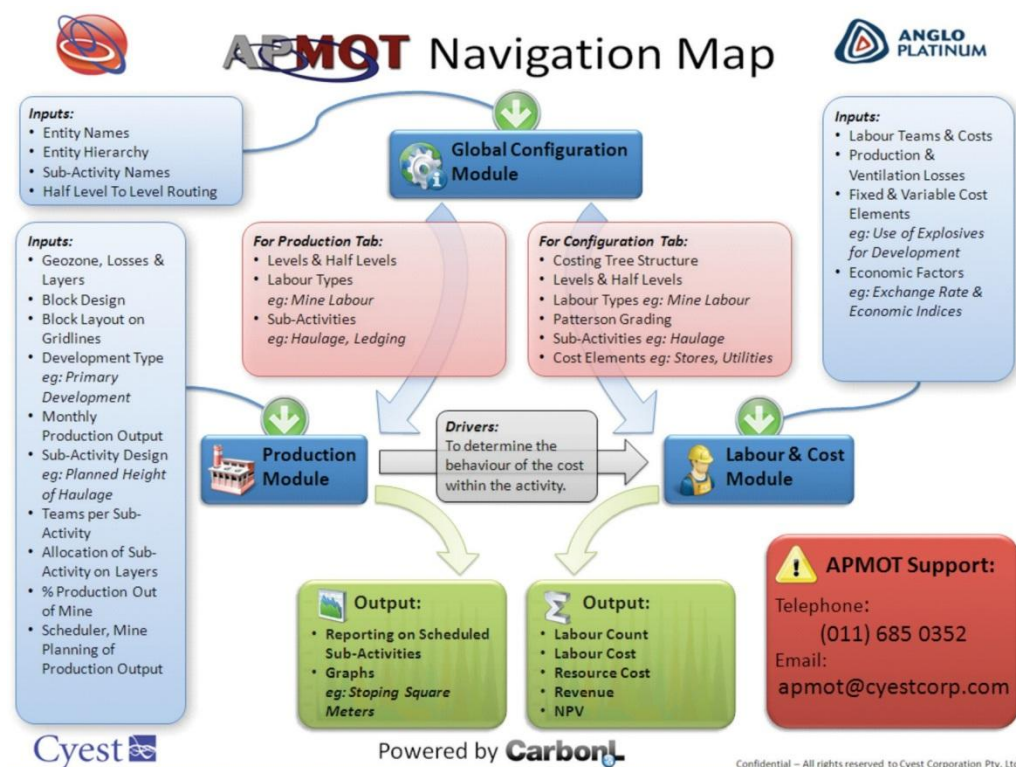 APMOT Navigation Map
ANGLO
PLATINUM
Inputs:
• Entity Names
• Entity Hierarchy
• Sub-Activity Names
• Half Level To Level Routing
Global Configuration
Module
Inputs:
• Labour Teams & Costs
• Production &
Ventilation Losses
• Fixed & Variable Cost
Elements
eg: Use of Explosives
for Development
• Economic Factors
eg: Exchange Rate &
Economic Indices
Inputs:
• Geozone, Losses &
Layers
• Block Design
• Block Layout on
Gridlines
• Development Type
eg: Primary
Development
• Monthly
Production Output
• Sub-Activity Design
eg: Planned Height
of Haulage
• Teams per Sub-
Activity
• Allocation of Sub-
Activity on Layers
• % Production Out
of Mine
• Scheduler, Mine
Planning of
Production Output
For Production Tab:
• Levels & Half Levels
• Labour Types
eg: Mine Labour
• Sub-Activities
eg: Haulage, Ledging
For Configuration Tab:
• Costing Tree Structure
• Levels & Half Levels
• Labour Types eg: Mine Labour
• Patterson Grading
• Sub-Activities eg: Haulage
• Cost Elements eg: Stores, Utilities
Production
Module
Drivers:
To determine the
behaviour of the cost
within the activity.
Labour & Cost
Module
Output:
• Reporting on Scheduled
Sub-Activities
• Graphs
eg: Stoping Square
Meters
Output:
• Labour Count
• Labour Cost
• Resource Cost
• Revenue
• NPV
APMOT Support:
Telephone:
(011) 685 0352
Email:
apmot@cyestcorp.com
Cyest
Powered by Carbon3L
Confidential – All rights reserved to Cyest Corporation Pty. Ltd